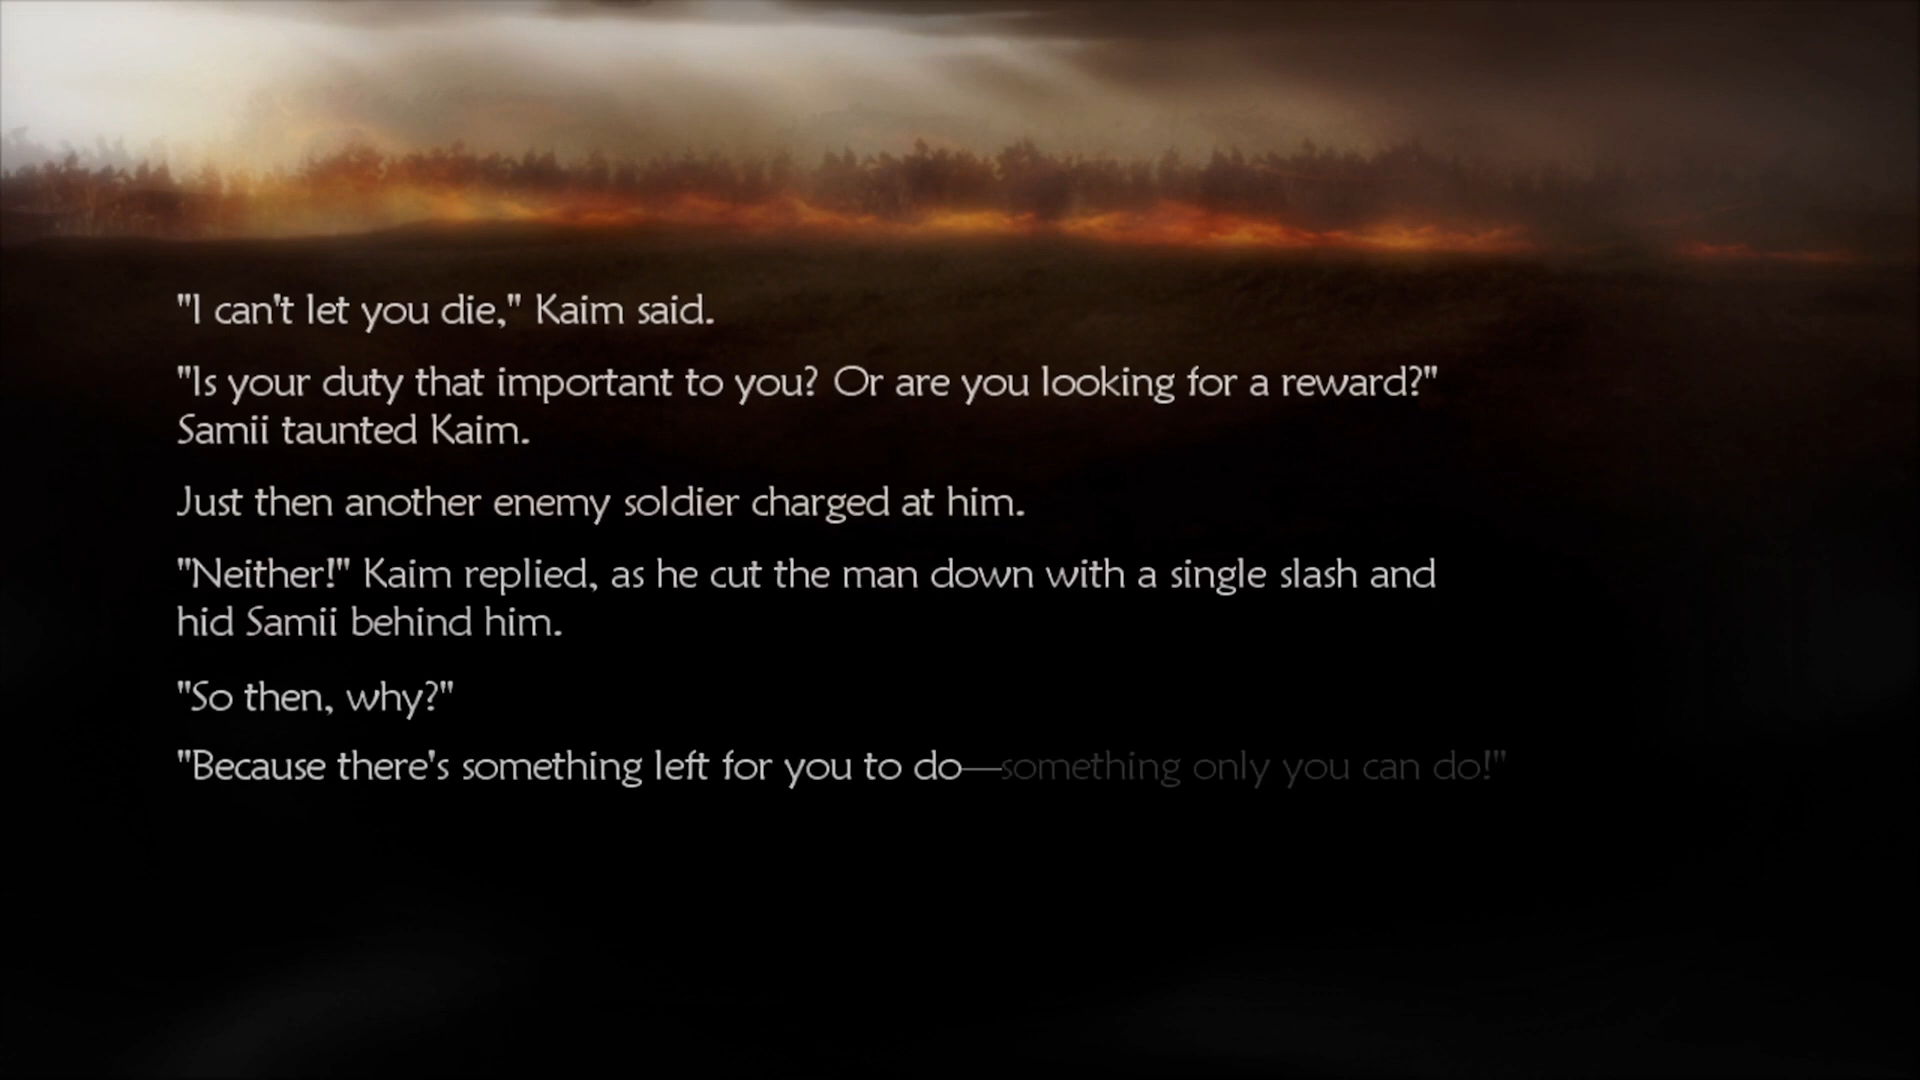 "I can't let you die," Kaim said.
"Is your duty that important to you? Or are you looking for a reward?"
Samii taunted Kaim.
Just then another enemy soldier charged at him.
"Neither!" Kaim replied, as he cut the man down with a single slash and
hid Samii behind him.
"So then, why?"
"Because there's something left for you to do—something only you can do!"